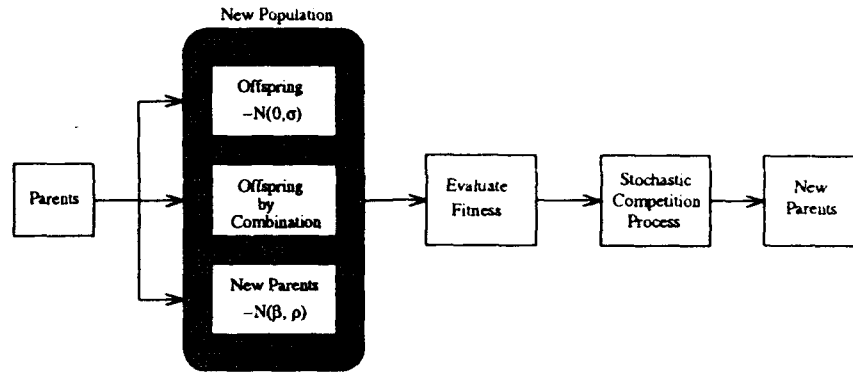 New Population
Parents
Offspring
–N(0,σ)
Offspring
by
Combination
New Parents
–N(β, ρ)
Evaluate
Fitness
Stochastic
Competition
Process
New
Parents